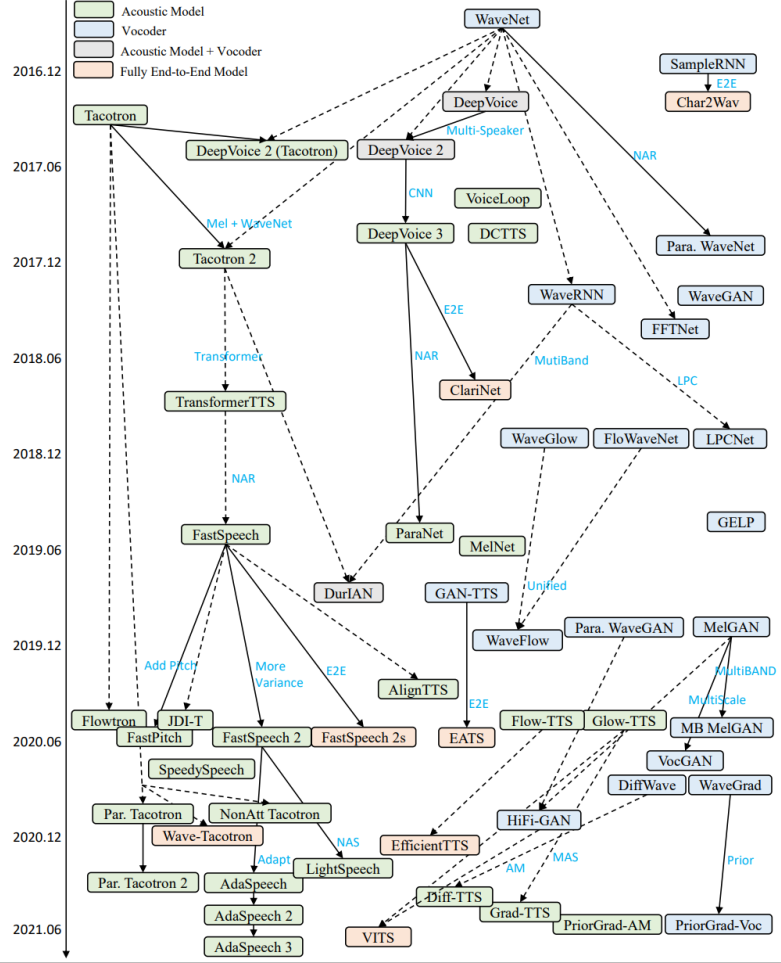 Acoustic Model
Vocoder
Acoustic Model + Vocoder
Fully End-to-End Model
WaveNet
SampleRNN
E2E
Char2Wav
2016.12
DeepVoice
Tacotron
Multi-Speaker
DeepVoice 2 (Tacotron)
DeepVoice 2
NAR
2017.06
CNN
VoiceLoop
Mel + WaveNet
DeepVoice 3
DCTTS
Para. WaveNet
Tacotron 2
2017.12
WaveRNN
WaveGAN
E2E
FFTNet
Transformer
NAR
MutiBand
2018.06
LPC
ClariNet
TransformerTTS
WaveGlow
FloWaveNet
LPCNet
2018.12
NAR
GELP
FastSpeech
ParaNet
MelNet
2019.06
DurIAN
GAN-TTS
Unified
Para. WaveGAN
MelGAN
WaveFlow
2019.12
Add Pitch
More
Variance
E2E
MultiBAND
AlignTTS
E2E
MultiScale
Flowtron
JDI-T
Flow-TTS
Glow-TTS
FastPitch
FastSpeech 2
FastSpeech 2s
EATS
MB MelGAN
2020.06
VocGAN
SpeedySpeech
DiffWave
WaveGrad
Par. Tacotron
NonAtt Tacotron
HiFi-GAN
Wave-Tacotron
2020.12
NAS
EfficientTTS
Adapt
LightSpeech
AM
MAS
Prior
Par. Tacotron 2
AdaSpeech
Diff-TTS
AdaSpeech 2
Grad-TTS
PriorGrad-AM
PriorGrad-Voc
2021.06
VITS
AdaSpeech 3